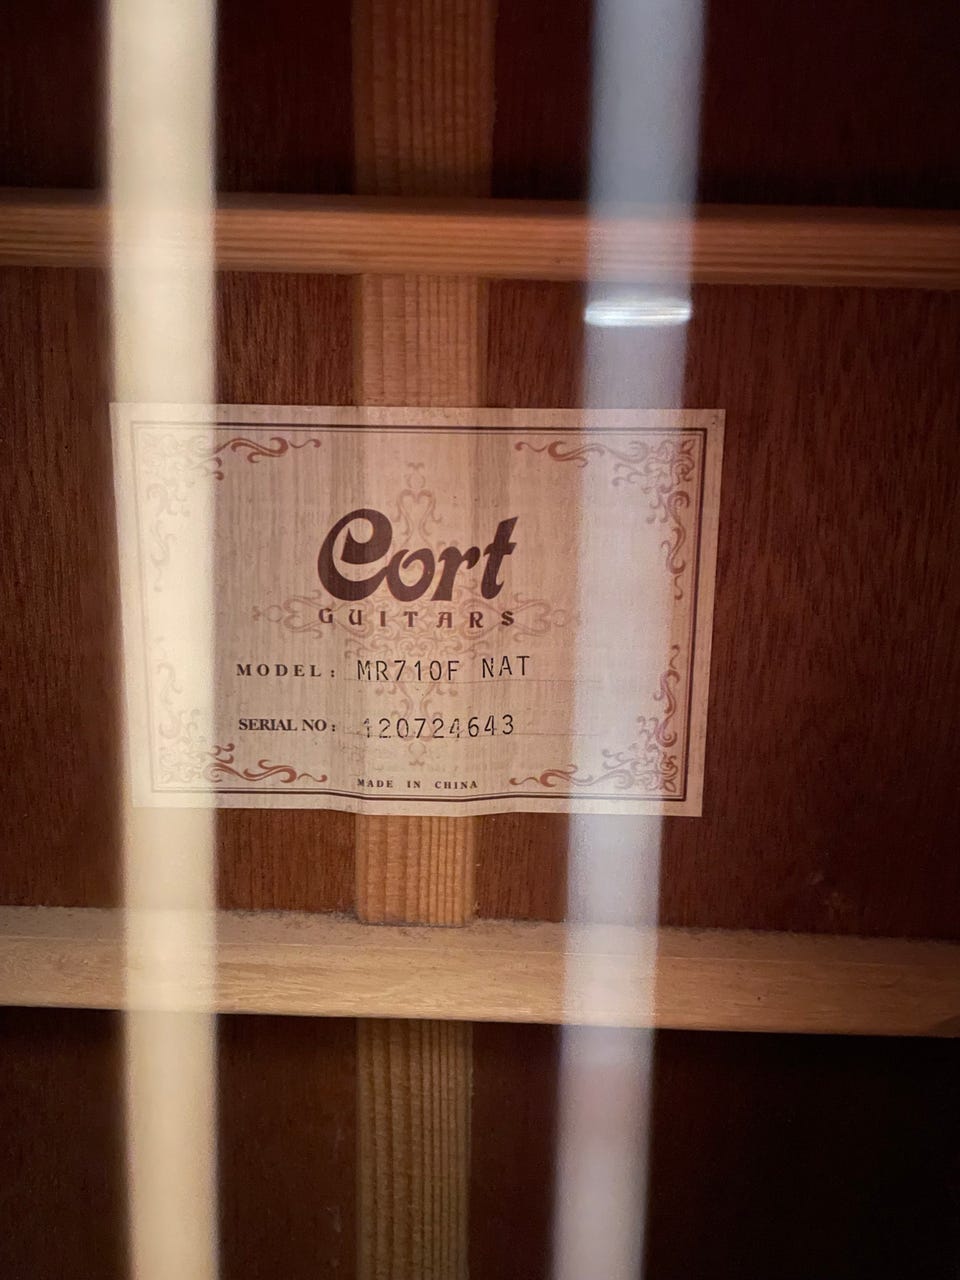 Cort
GUITARS
MODEL: MR710F NAT
SERIAL NO: 120724643
MADE IN CHINA